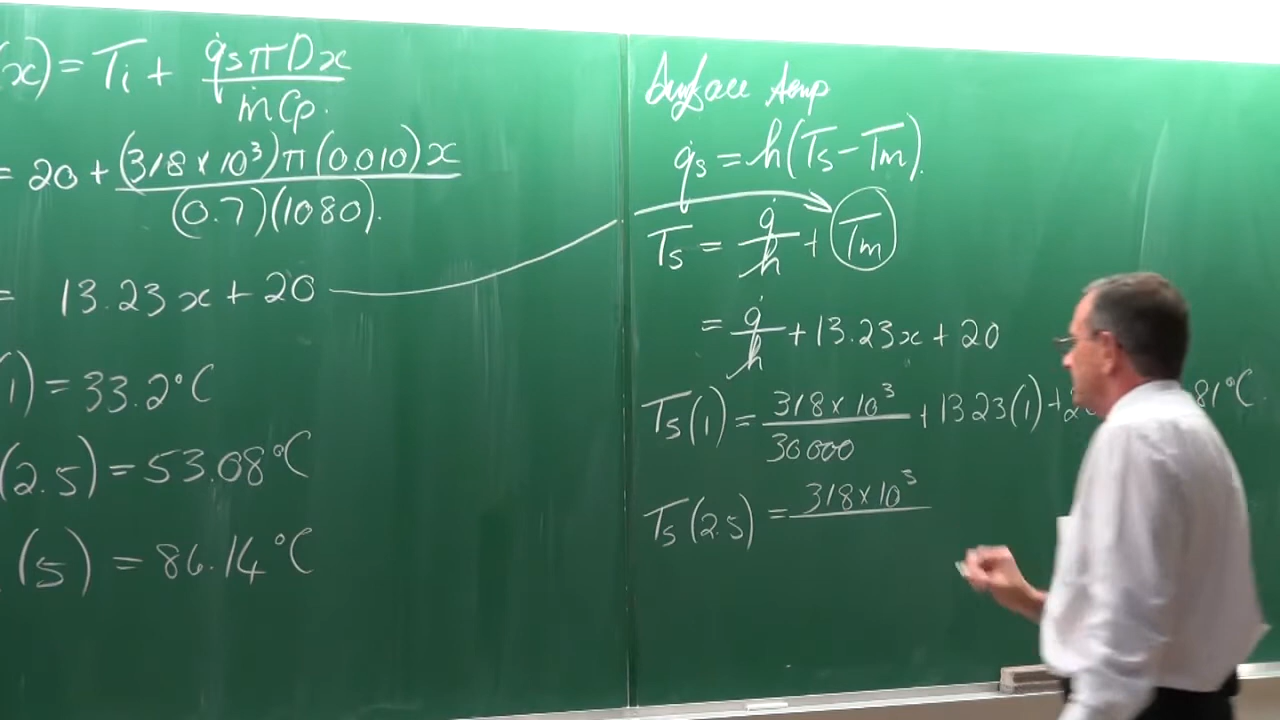 (x) = Ti + q̇sπDx / ṁCp.
= 20 + (318 × 10³)π(0.010)x / (0.7)(1080).
= 13.23x + 20
(1) = 33.2°C
(2.5) = 53.08°C
(5) = 86.14°C
Surface temp
q̇s = h(Ts − Tm).
Ts = q̇ / h + Tm
= q̇ / h + 13.23x + 20
Ts(1) = 318 × 10³ / 30000 + 13 23(1) + 2 81°C.
Ts(2.5) = 318 × 10³